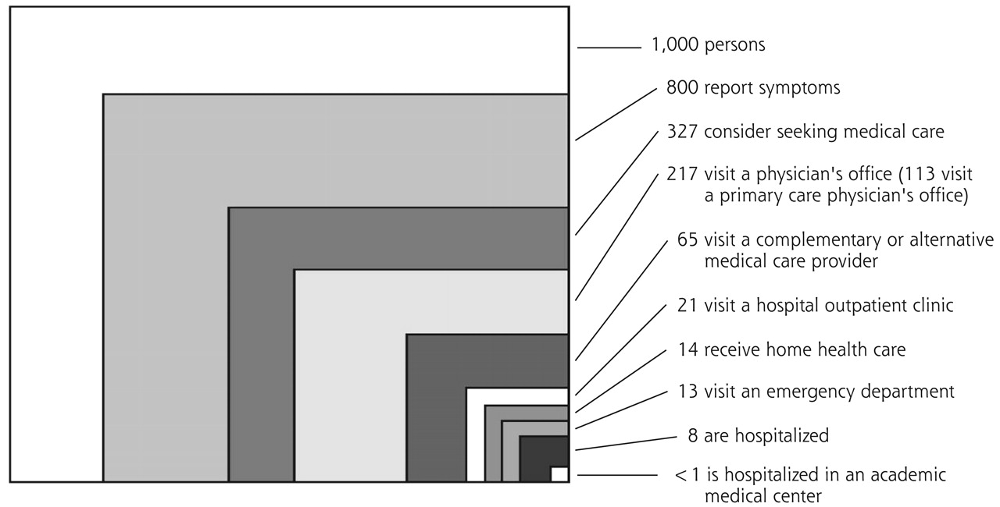 1,000 persons
800 report symptoms
327 consider seeking medical care
217 visit a physician's office (113 visit
a primary care physician's office)
65 visit a complementary or alternative
medical care provider
21 visit a hospital outpatient clinic
14 receive home health care
13 visit an emergency department
8 are hospitalized
<1 is hospitalized in an academic
medical center